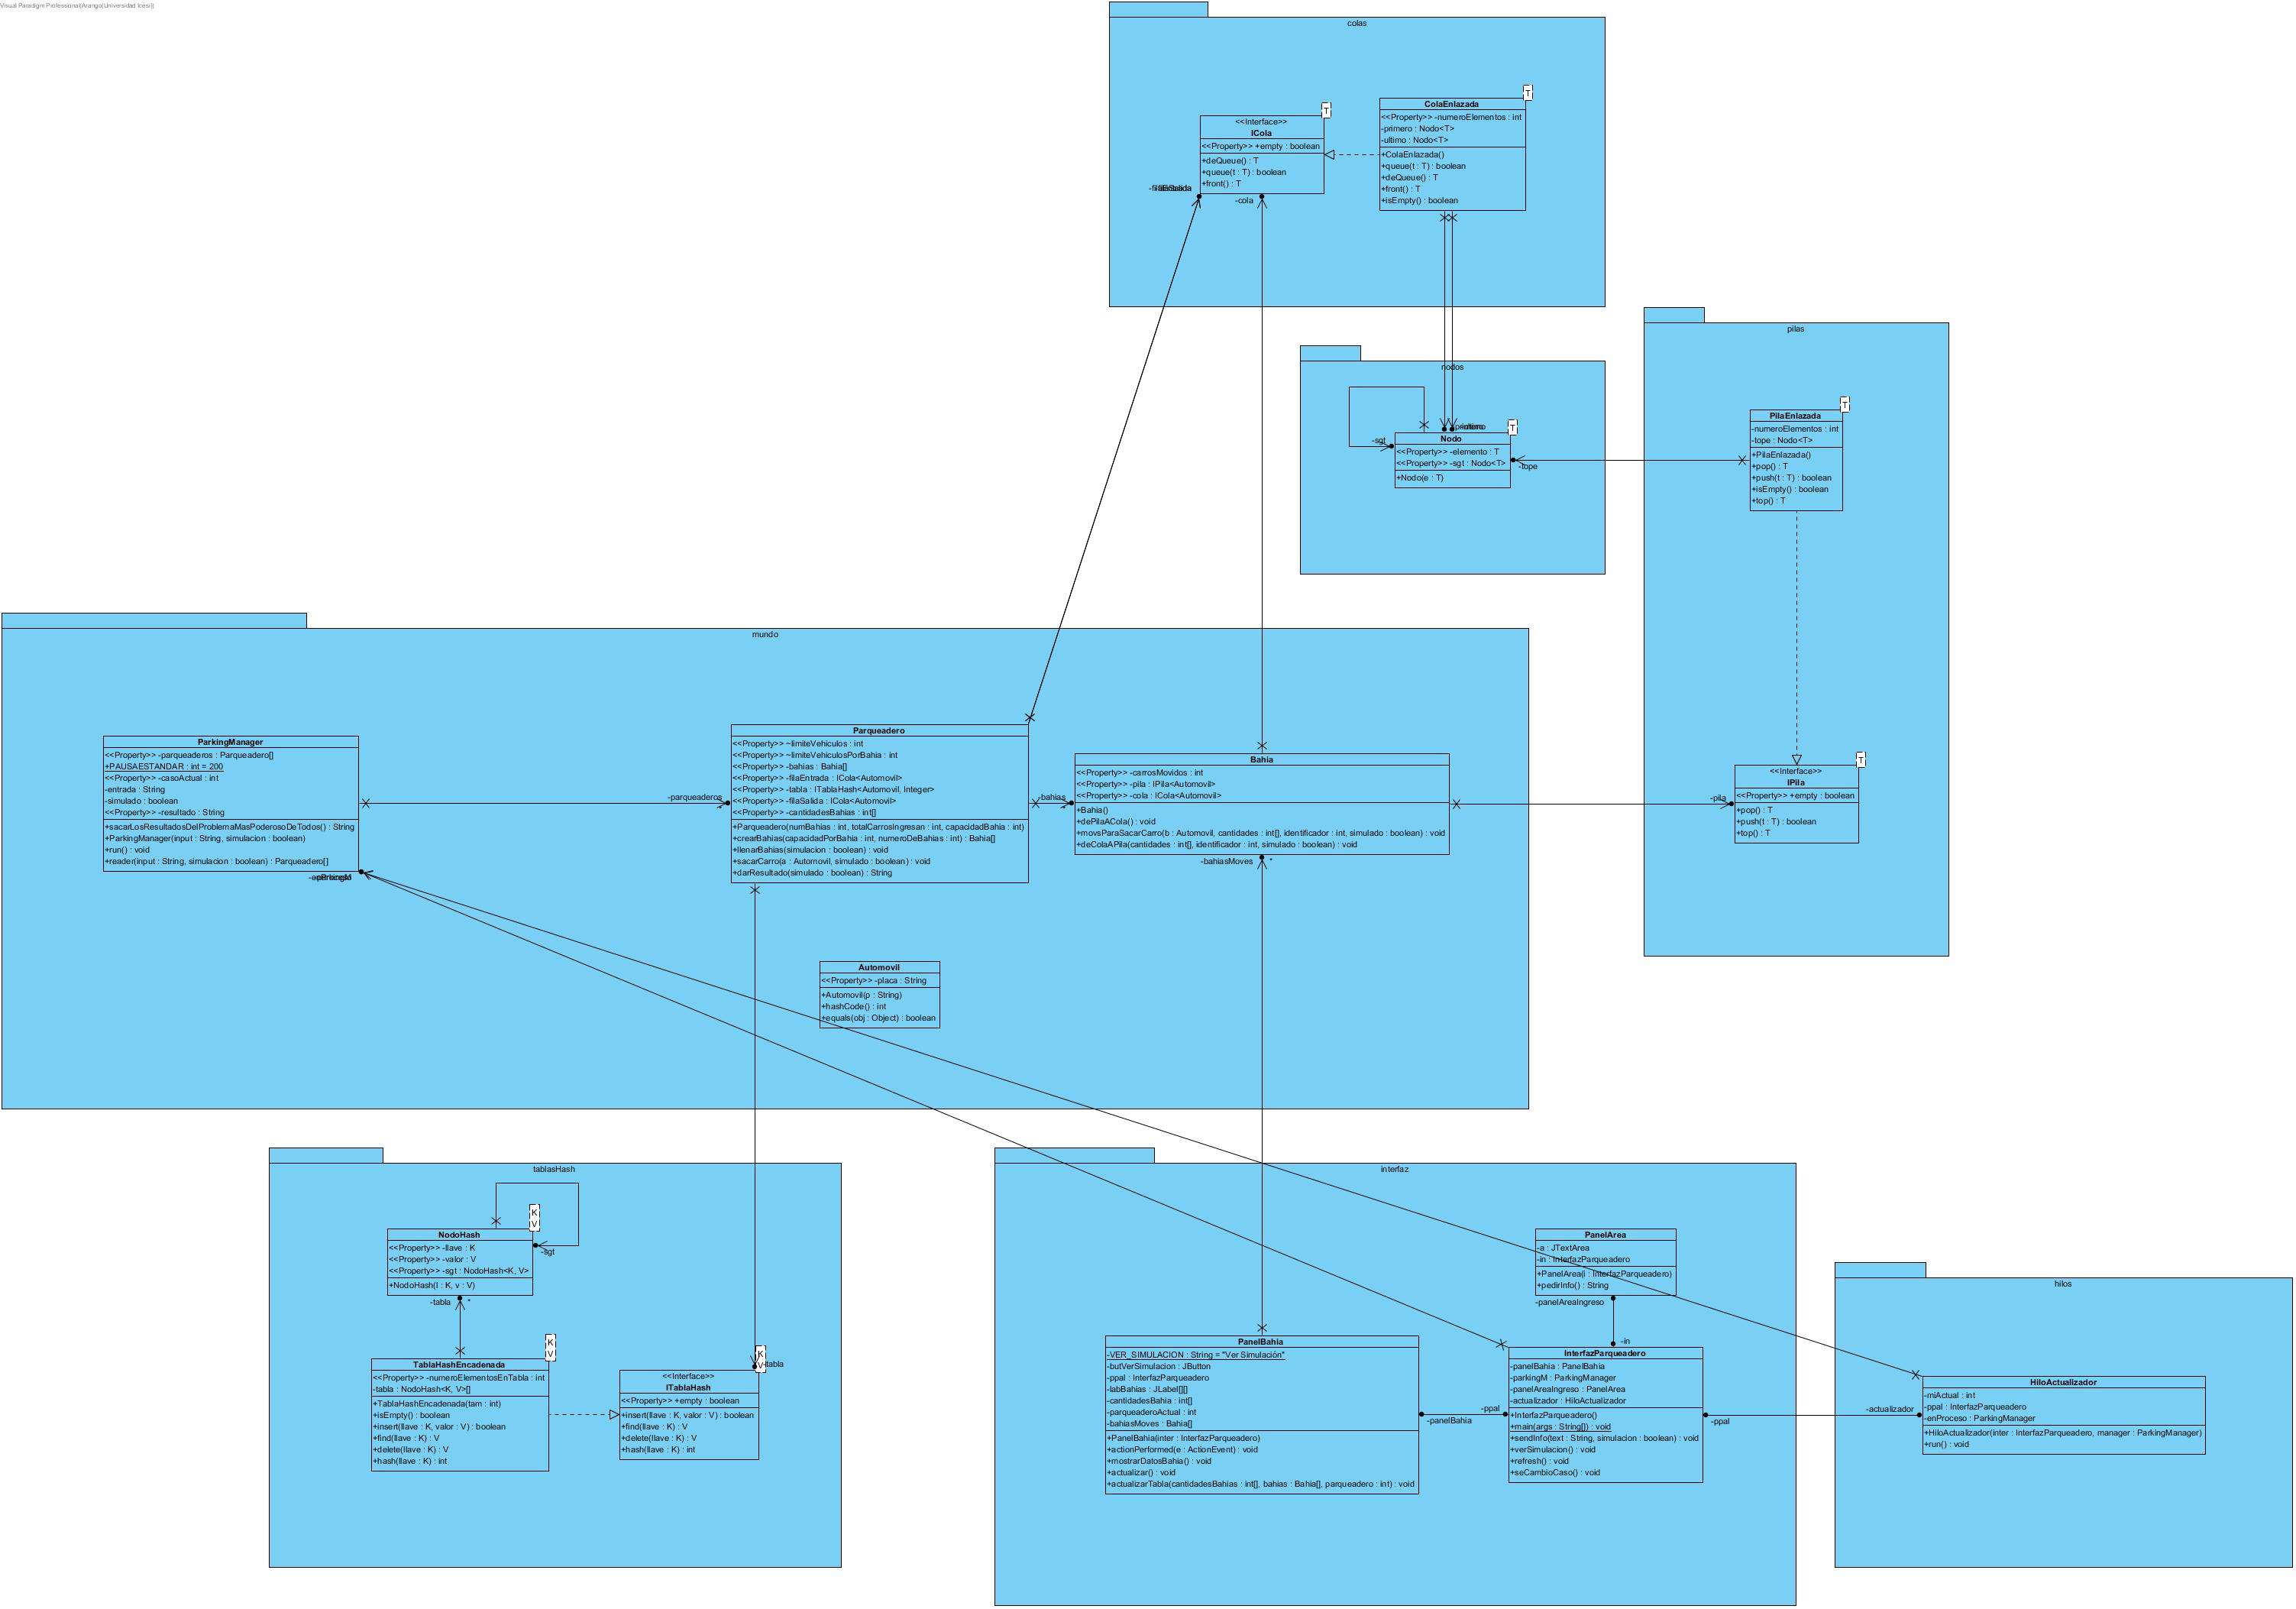 Visual Paradigm Professional(Arango(Universidad Icesi))
colas
T
<<Interface>>
ICola
<<Property>> +empty : boolean
+deQueue() : T
+queue(t : T) : boolean
+front() : T
T
ColaEnlazada
<<Property>> -numeroElementos : int
-primero : Nodo<T>
-ultimo : Nodo<T>
+ColaEnlazada()
+queue(t : T) : boolean
+deQueue() : T
+front() : T
+isEmpty() : boolean
-cola
nodos
-sgt
T
Nodo
<<Property>> -elemento : T
<<Property>> -sgt : Nodo<T>
+Nodo(e : T)
-tope
pilas
T
PilaEnlazada
-numeroElementos : int
-tope : Nodo<T>
+PilaEnlazada()
+pop() : T
+push(t : T) : boolean
+isEmpty() : boolean
+top() : T
T
<<Interface>>
IPila
<<Property>> +empty : boolean
+pop() : T
+push(t : T) : boolean
+top() : T
-pila
mundo
ParkingManager
<<Property>> -parqueaderos : Parqueadero[]
+PAUSAESTANDAR : int = 200
<<Property>> -casoActual : int
-entrada : String
-simulado : boolean
<<Property>> -resultado : String
+sacarLosResultadosDelProblemaMasPoderosoDeTodos() : String
+ParkingManager(input : String, simulacion : boolean)
+run() : void
+reader(input : String, simulacion : boolean) : Parqueadero[]
-parqueaderos
Parqueadero
<<Property>> ~limiteVehiculos : int
<<Property>> ~limiteVehiculosPorBahia : int
<<Property>> -bahias : Bahia[]
<<Property>> -filaEntrada : ICola<Automovil>
<<Property>> -tabla : ITablaHash<Automovil, Integer>
<<Property>> -filaSalida : ICola<Automovil>
<<Property>> -cantidadesBahias : int[]
+Parqueadero(numBahias : int, totalCarrosIngresan : int, capacidadBahia : int)
+crearBahias(capacidadPorBahia : int, numeroDeBahias : int) : Bahia[]
+llenarBahias(simulacion : boolean) : void
+sacarCarro(a : Automovil, simulado : boolean) : void
+darResultado(simulado : boolean) : String
-bahias
Bahia
<<Property>> -carrosMovidos : int
<<Property>> -pila : IPila<Automovil>
<<Property>> -cola : ICola<Automovil>
+Bahia()
+dePilaACola() : void
+movsParaSacarCarro(b : Automovil, cantidades : int[], identificador : int, simulado : boolean) : void
+deColaAPila(cantidades : int[], identificador : int, simulado : boolean) : void
-bahiasMoves *
Automovil
<<Property>> -placa : String
+Automovil(p : String)
+hashCode() : int
+equals(obj : Object) : boolean
tablasHash
K
V
NodoHash
<<Property>> -llave : K
<<Property>> -valor : V
<<Property>> -sgt : NodoHash<K, V>
+NodoHash(l : K, v : V)
-sgt
-tabla *
K
V
TablaHashEncadenada
<<Property>> -numeroElementosEnTabla : int
-tabla : NodoHash<K, V>[]
+TablaHashEncadenada(tam : int)
+isEmpty() : boolean
+insert(llave : K, valor : V) : boolean
+find(llave : K) : V
+delete(llave : K) : V
+hash(llave : K) : int
K
V
-tabla
<<Interface>>
ITablaHash
<<Property>> +empty : boolean
+insert(llave : K, valor : V) : boolean
+find(llave : K) : V
+delete(llave : K) : V
+hash(llave : K) : int
interfaz
PanelArea
-a : JTextArea
-in : InterfazParqueadero
+PanelArea(i : InterfazParqueadero)
+pedirInfo() : String
-panelAreaIngreso
-in
PanelBahia
-VER_SIMULACION : String = "Ver Simulación"
-butVerSimulacion : JButton
-ppal : InterfazParqueadero
-labBahias : JLabel[][]
-cantidadesBahia : int[]
-parqueaderoActual : int
-bahiasMoves : Bahia[]
+PanelBahia(inter : InterfazParqueadero)
+actionPerformed(e : ActionEvent) : void
+mostrarDatosBahia() : void
+actualizar() : void
+actualizarTabla(cantidadesBahias : int[], bahias : Bahia[], parqueadero : int) : void
-panelBahia
-ppal
InterfazParqueadero
-panelBahia : PanelBahia
-parkingM : ParkingManager
-panelAreaIngreso : PanelArea
-actualizador : HiloActualizador
+InterfazParqueadero()
+main(args : String[]) : void
+sendInfo(text : String, simulacion : boolean) : void
+verSimulacion() : void
+refresh() : void
+seCambioCaso() : void
-ppal
hilos
-actualizador
HiloActualizador
-miActual : int
-ppal : InterfazParqueadero
-enProceso : ParkingManager
+HiloActualizador(inter : InterfazParqueadero, manager : ParkingManager)
+run() : void